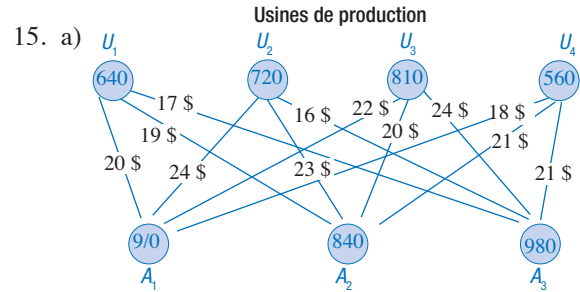 Usines de production
15. a) U₁ U₂ U₃ U₄
640 720 810 560
17 $ 16 $ 22 $ 24 $ 18 $
19 $ 20 $ 21 $
20 $ 24 $ 23 $ 21 $
9/0 840 980
A₁ A₂ A₃